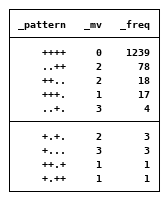 _pattern _mv _freq
++++ 0 1239
..++ 2 78
++.. 2 18
+++. 1 17
..+. 3 4
+.+. 2 3
+... 3 3
++.+ 1 1
+.++ 1 1